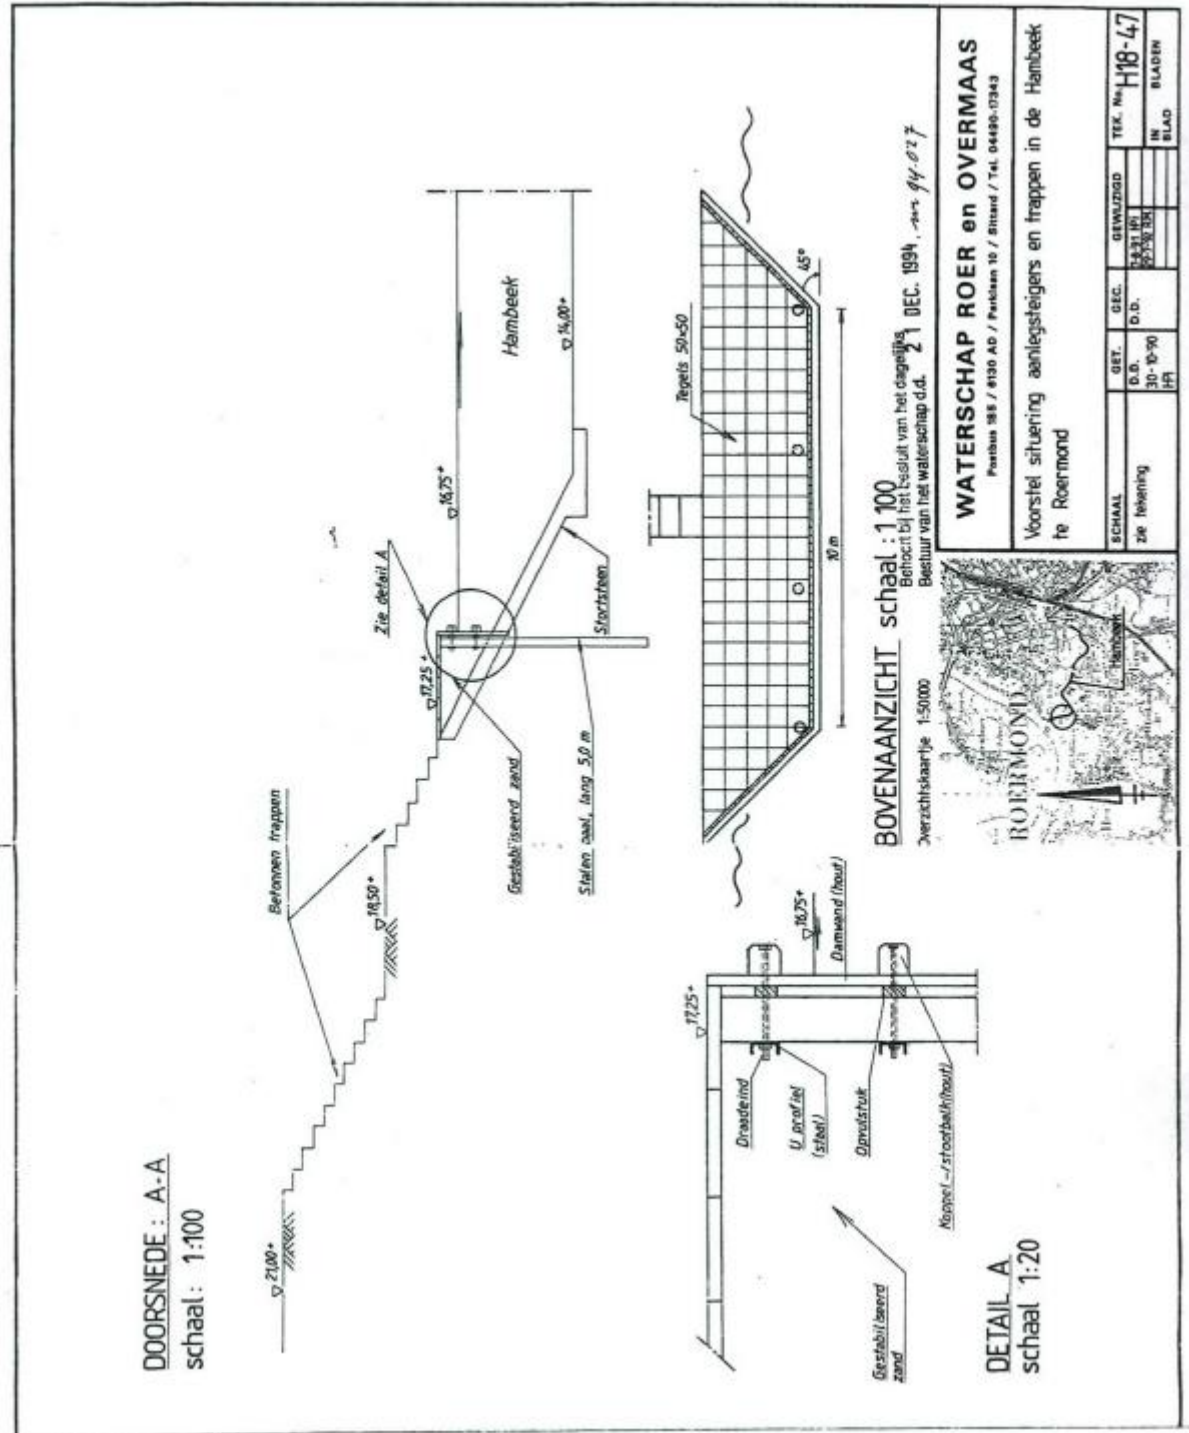 DOORSNEDE : A-A
schaal : 1:100
21,00+
Betonnen trappen
18,50+
17,25+
Zie detail A
16,75+
Hambeek
14,00+
Gestabiliseerd zand
Stalen paal, lang 5,0 m
Stortsteen
DETAIL A
schaal 1:20
17,25+
16,75+
Draadeind
U profiel
(staal)
Opvulstuk
Koppel-/stootbalk(hout)
Damwand (hout)
Gestabiliseerd
zand
Tegels 50x50
45°
10 m
BOVENAANZICHT schaal : 1 100
Behoort bij het besluit van het dagelijks
Bestuur van het waterschap d.d. 21 DEC. 1994, nr 94.027
Overzichtskaartje 1:50000
ROERMOND
Hambeek
WATERSCHAP ROER en OVERMAAS
Postbus 185 / 6130 AD / Parklaan 10 / Sittard / Tel. 04490-17343
Voorstel situering aanlegsteigers en trappen in de Hambeek
te Roermond
SCHAAL
zie tekening
GET.
D.D.
30-10-90
HPI
GEC.
D.D.
GEWIJZIGD
TEK. No. H18-47
IN BLADEN
BLAD